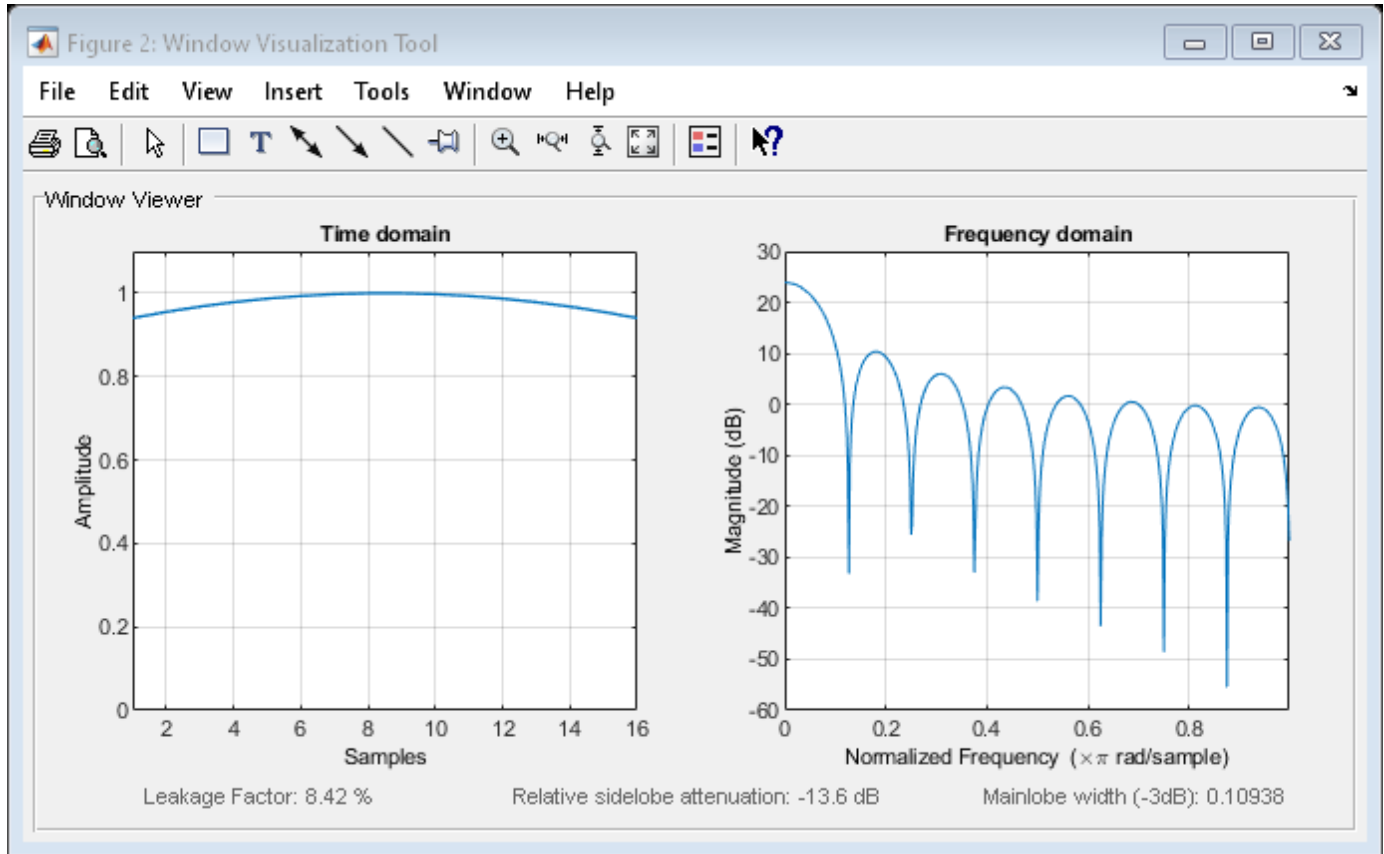 Figure 2: Window Visualization Tool
File Edit View Insert Tools Window Help
T
?
Window Viewer
Time domain
1
0.8
0.6
0.4
0.2
0
Amplitude
2 4 6 8 10 12 14 16
Samples
Frequency domain
30
20
10
0
-10
-20
-30
-40
-50
-60
Magnitude (dB)
0 0.2 0.4 0.6 0.8
Normalized Frequency (×π rad/sample)
Leakage Factor: 8.42 % Relative sidelobe attenuation: -13.6 dB Mainlobe width (-3dB): 0.10938